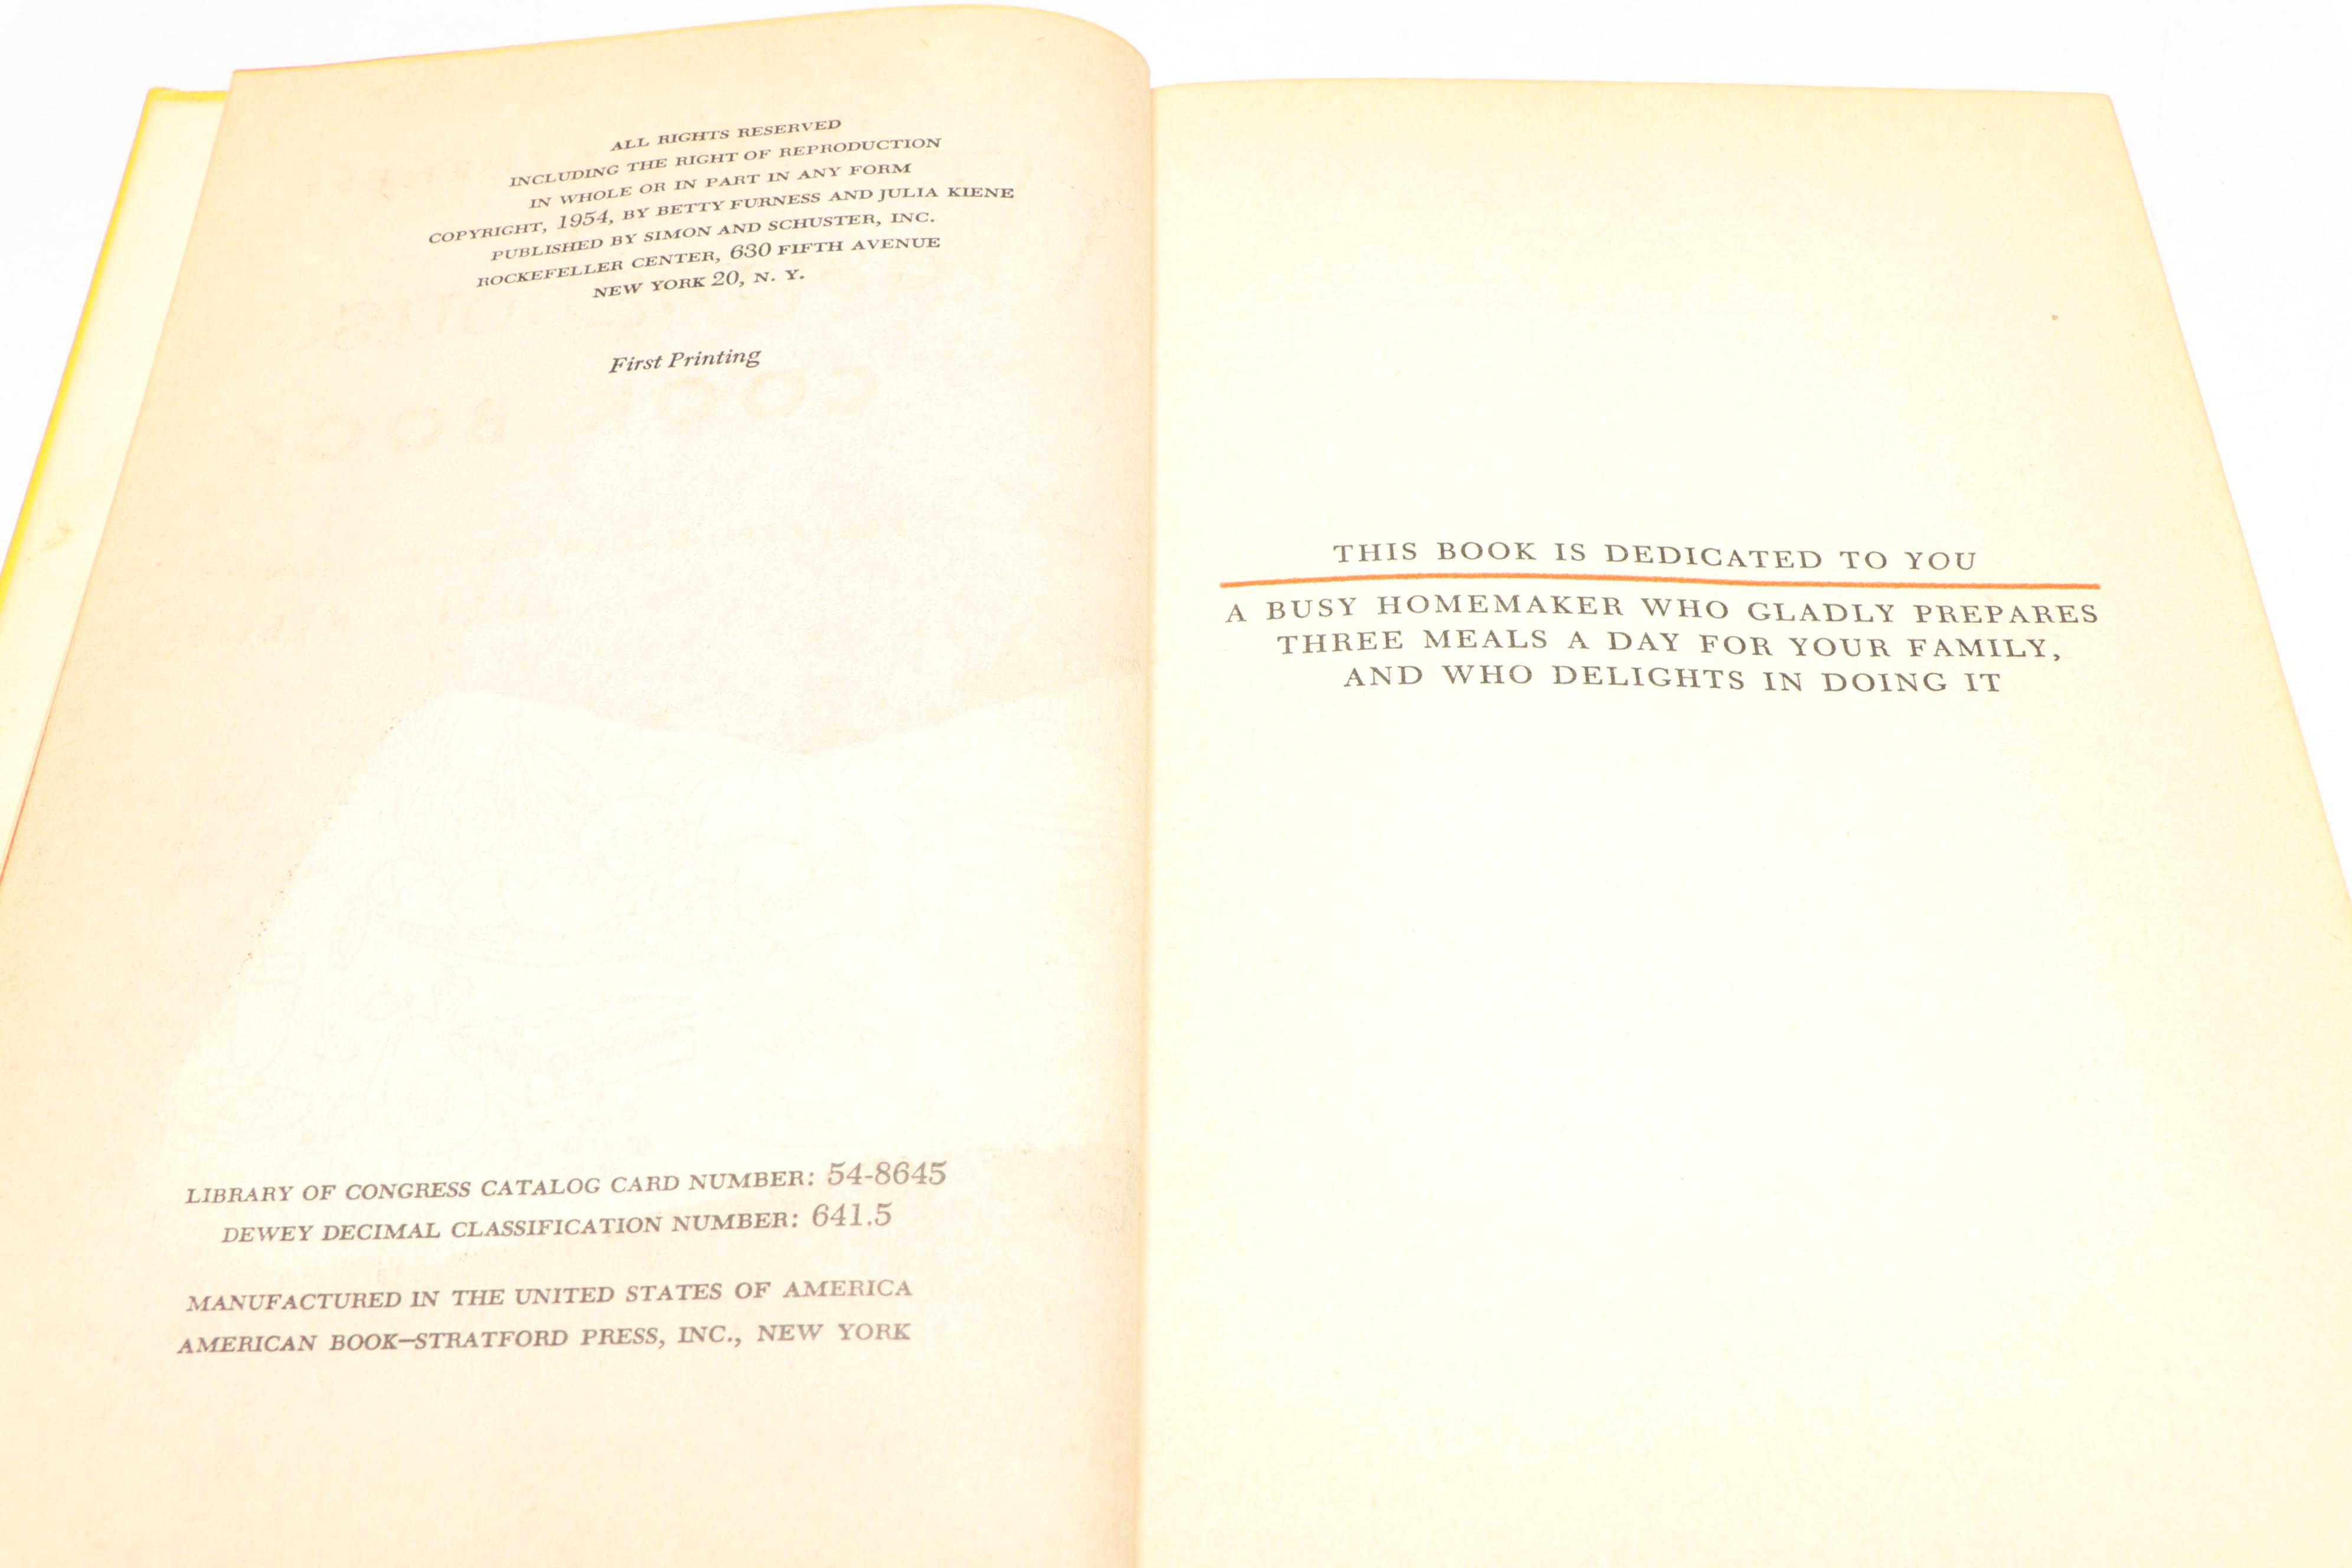 ALL RIGHTS RESERVED
INCLUDING THE RIGHT OF REPRODUCTION
IN WHOLE OR IN PART IN ANY FORM
COPYRIGHT, 1954, BY BETTY FURNESS AND JULIA KIENE
PUBLISHED BY SIMON AND SCHUSTER, INC.
ROCKEFELLER CENTER, 630 FIFTH AVENUE
NEW YORK 20, N. Y.
First Printing
COOK BOOK
LIBRARY OF CONGRESS CATALOG CARD NUMBER: 54-8645
DEWEY DECIMAL CLASSIFICATION NUMBER: 641.5
MANUFACTURED IN THE UNITED STATES OF AMERICA
AMERICAN BOOK—STRATFORD PRESS, INC., NEW YORK
THIS BOOK IS DEDICATED TO YOU
A BUSY HOMEMAKER WHO GLADLY PREPARES
THREE MEALS A DAY FOR YOUR FAMILY,
AND WHO DELIGHTS IN DOING IT